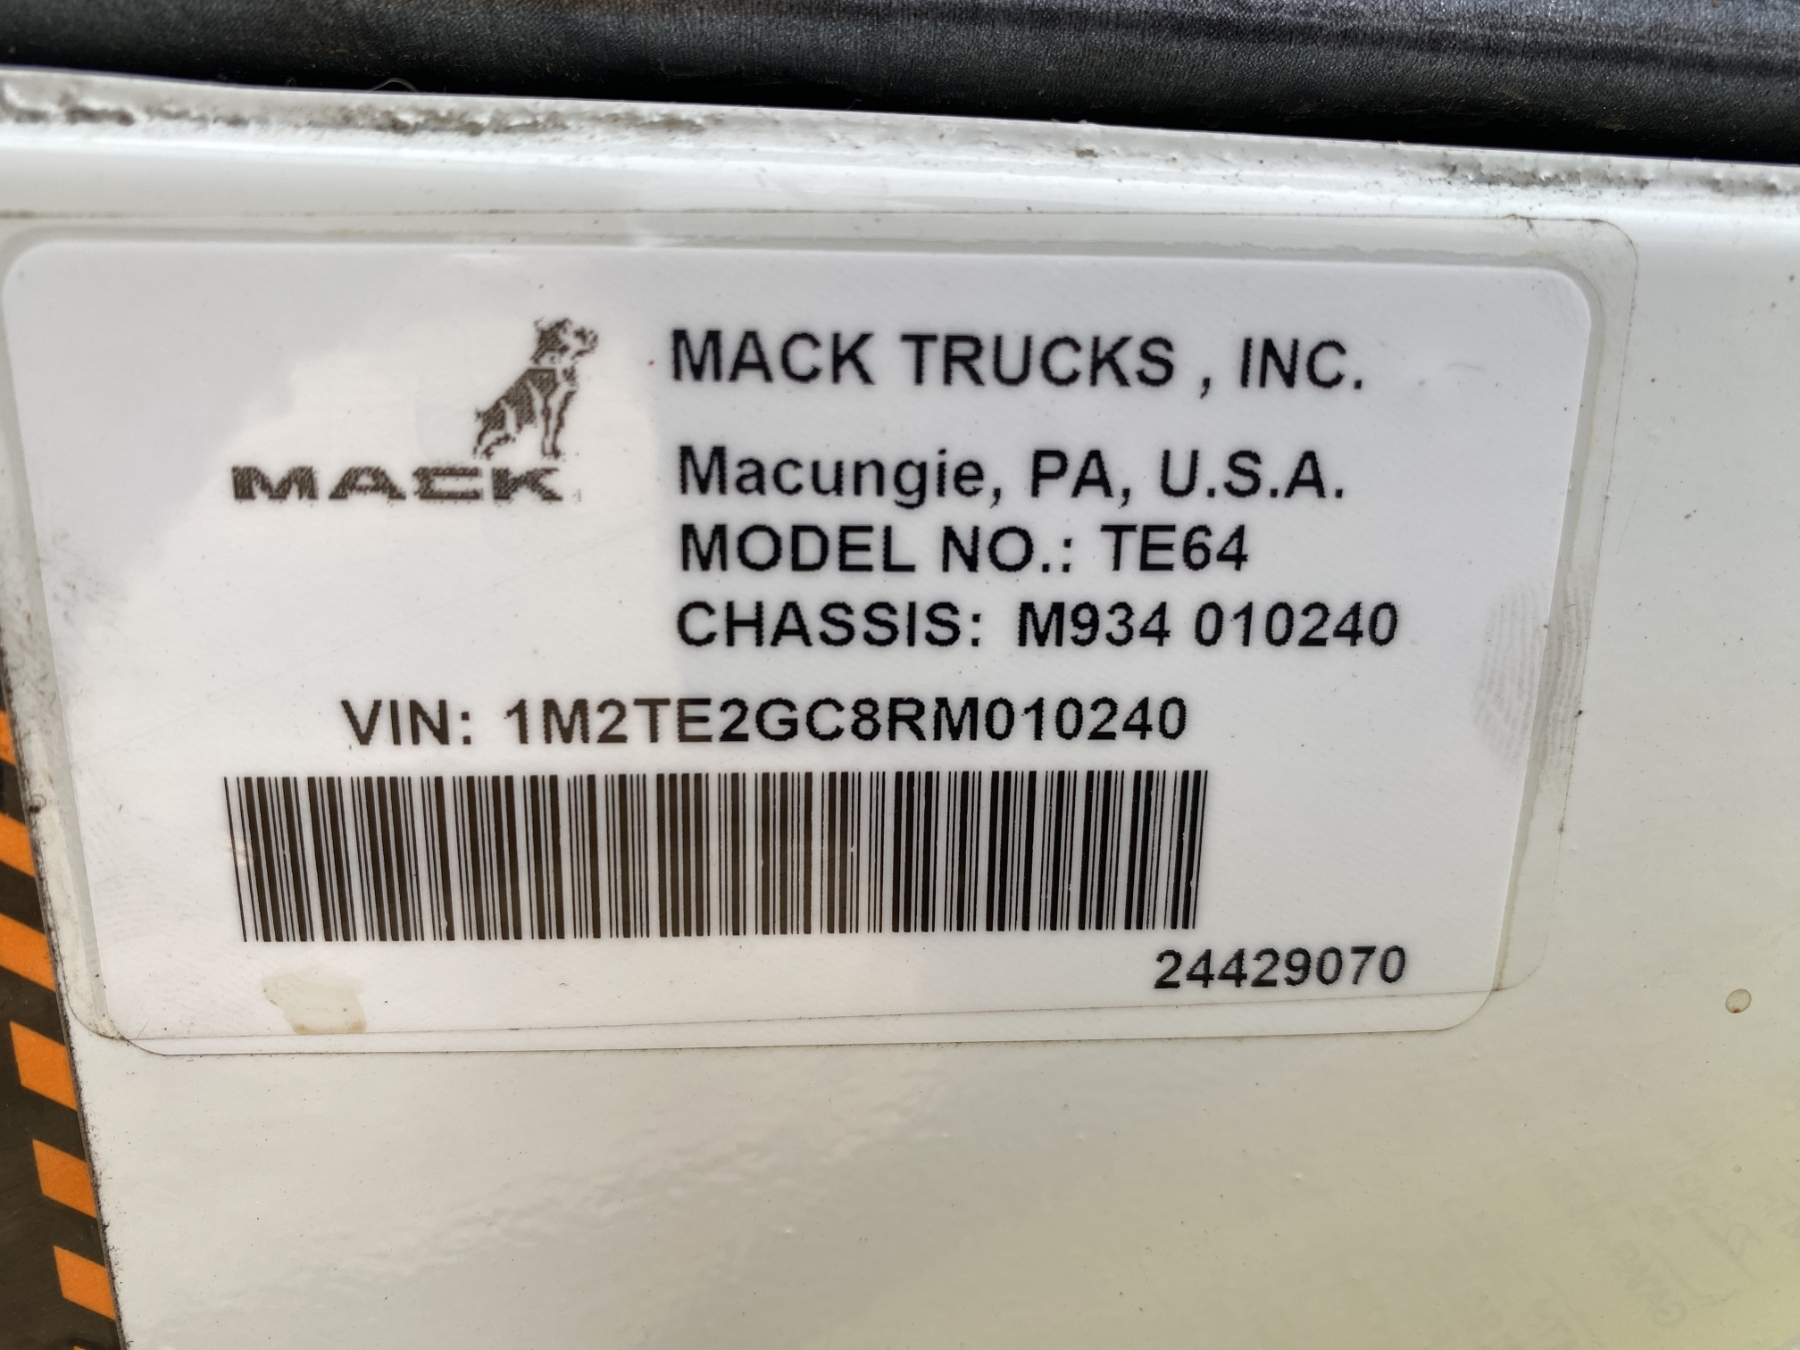 MACK
MACK TRUCKS , INC.
Macungie, PA, U.S.A.
MODEL NO.: TE64
CHASSIS: M934 010240
VIN: 1M2TE2GC8RM010240
24429070